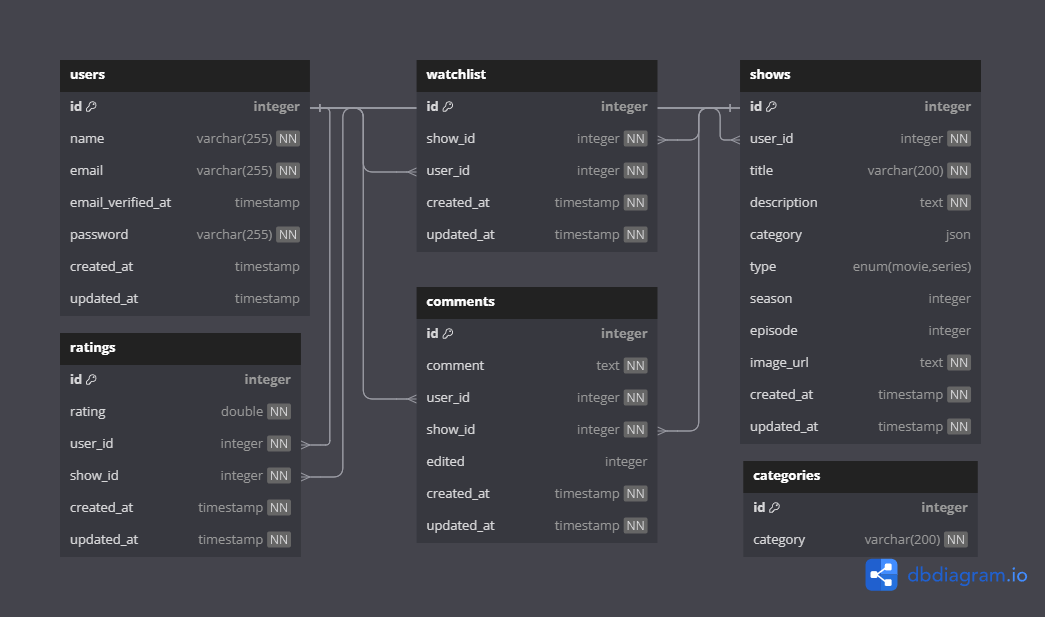 users
id integer
name varchar(255) NN
email varchar(255) NN
email_verified_at timestamp
password varchar(255) NN
created_at timestamp
updated_at timestamp
ratings
id integer
rating double NN
user_id integer NN
show_id integer NN
created_at timestamp NN
updated_at timestamp NN
watchlist
id integer
show_id integer NN
user_id integer NN
created_at timestamp NN
updated_at timestamp NN
comments
id integer
comment text NN
user_id integer NN
show_id integer NN
edited integer
created_at timestamp NN
updated_at timestamp NN
shows
id integer
user_id integer NN
title varchar(200) NN
description text NN
category json
type enum(movie,series)
season integer
episode integer
image_url text NN
created_at timestamp NN
updated_at timestamp NN
categories
id integer
category varchar(200) NN
dbdiagram.io